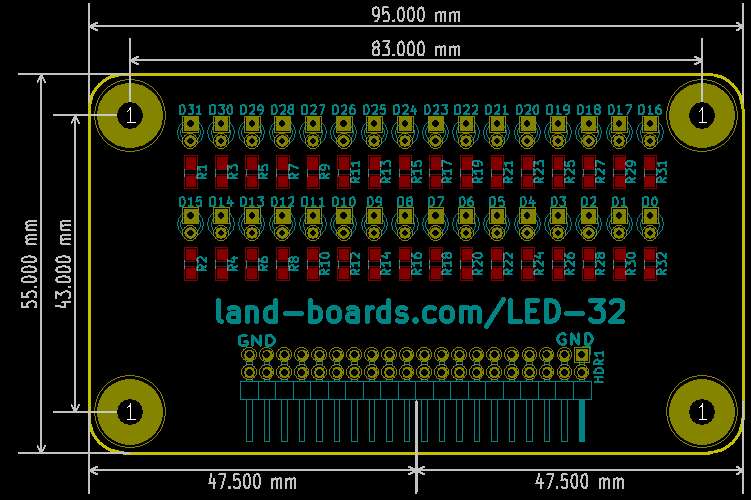 95.000 mm
83.000 mm
D31 D30 D29 D28 D27 D26 D25 D24 D23 D22 D21 D20 D19 D18 D17 D16
1 1
R1 R3 R5 R7 R9 R11 R13 R15 R17 R19 R21 R23 R25 R27 R29 R31
D15 D14 D13 D12 D11 D10 D9 D8 D7 D6 D5 D4 D3 D2 D1 D0
R2 R4 R6 R8 R10 R12 R14 R16 R18 R20 R22 R24 R26 R28 R30 R32
55.000 mm
43.000 mm
land-boards.com/LED-32
GND GND
HDR1
1 1
47.500 mm 47.500 mm